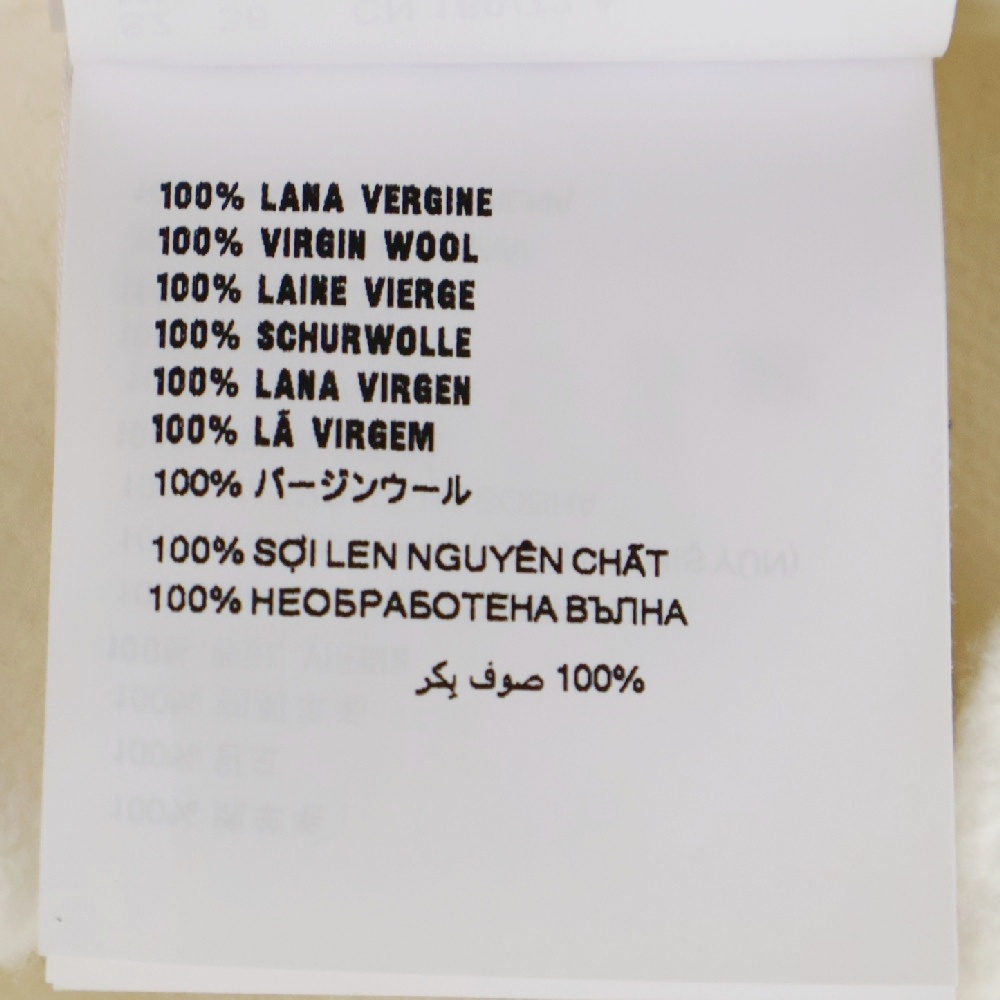 100% LANA VERGINE
100% VIRGIN WOOL
100% LAINE VIERGE
100% SCHURWOLLE
100% LANA VIRGEN
100% LÃ VIRGEM
100% バージンウール
100% SỢI LEN NGUYÊN CHẤT
100% НЕОБРАБОТЕНА ВЪЛНА
100% صوف بكر